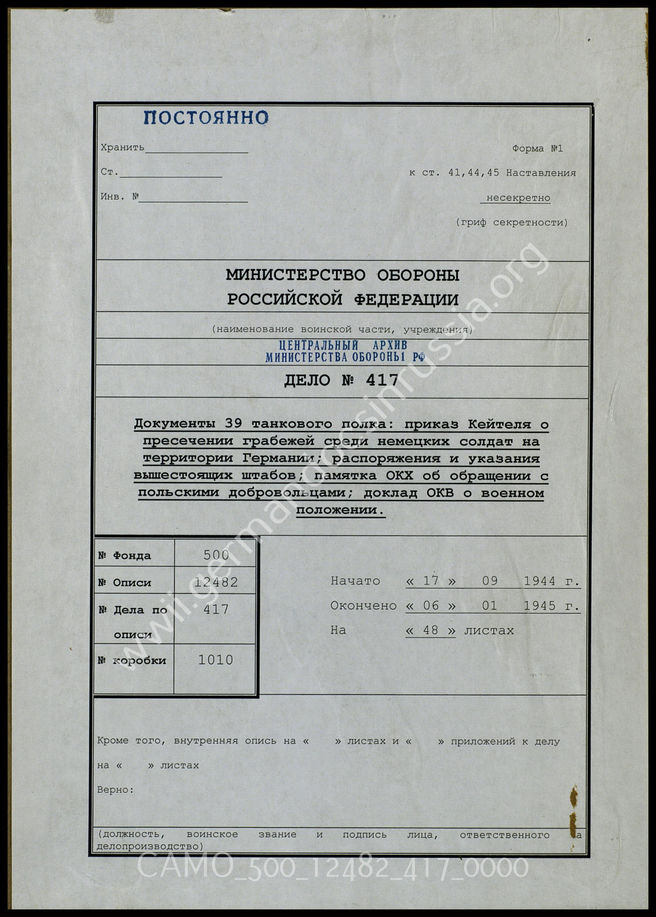 ПОСТОЯННО
Хранить
Форма №1
Ст.
к ст. 41,44,45 Наставления
Инв. №
несекретно
(гриф секретности)
МИНИСТЕРСТВО ОБОРОНЫ
РОССИЙСКОЙ ФЕДЕРАЦИИ
(наименование воинской части, учреждения)
ЦЕНТРАЛЬНЫЙ АРХИВ
МИНИСТЕРСТВА ОБОРОНЫ РФ
ДЕЛО № 417
Документы 39 танкового полка: приказ Кейтеля о
пресечении грабежей среди немецких солдат на
территории Германии; распоряжения и указания
вышестоящих штабов; памятка ОКХ об обращении с
польскими добровольцами; доклад ОКВ о военном
положении.
№ Фонда 500
№ Описи 12482
№ Дела по 417
описи
№ коробки 1010
Начато « 17 » 09 1944 г.
Окончено « 06 » 01 1945 г.
На « 48 » листах
Кроме того, внутренняя опись на « » листах и « » приложений к делу
на « » листах
Верно:
(должность, воинское звание и подпись лица, ответственного за
делопроизводство)
www.germandocsinrussia.org
CAMO_500_12482_417_0000